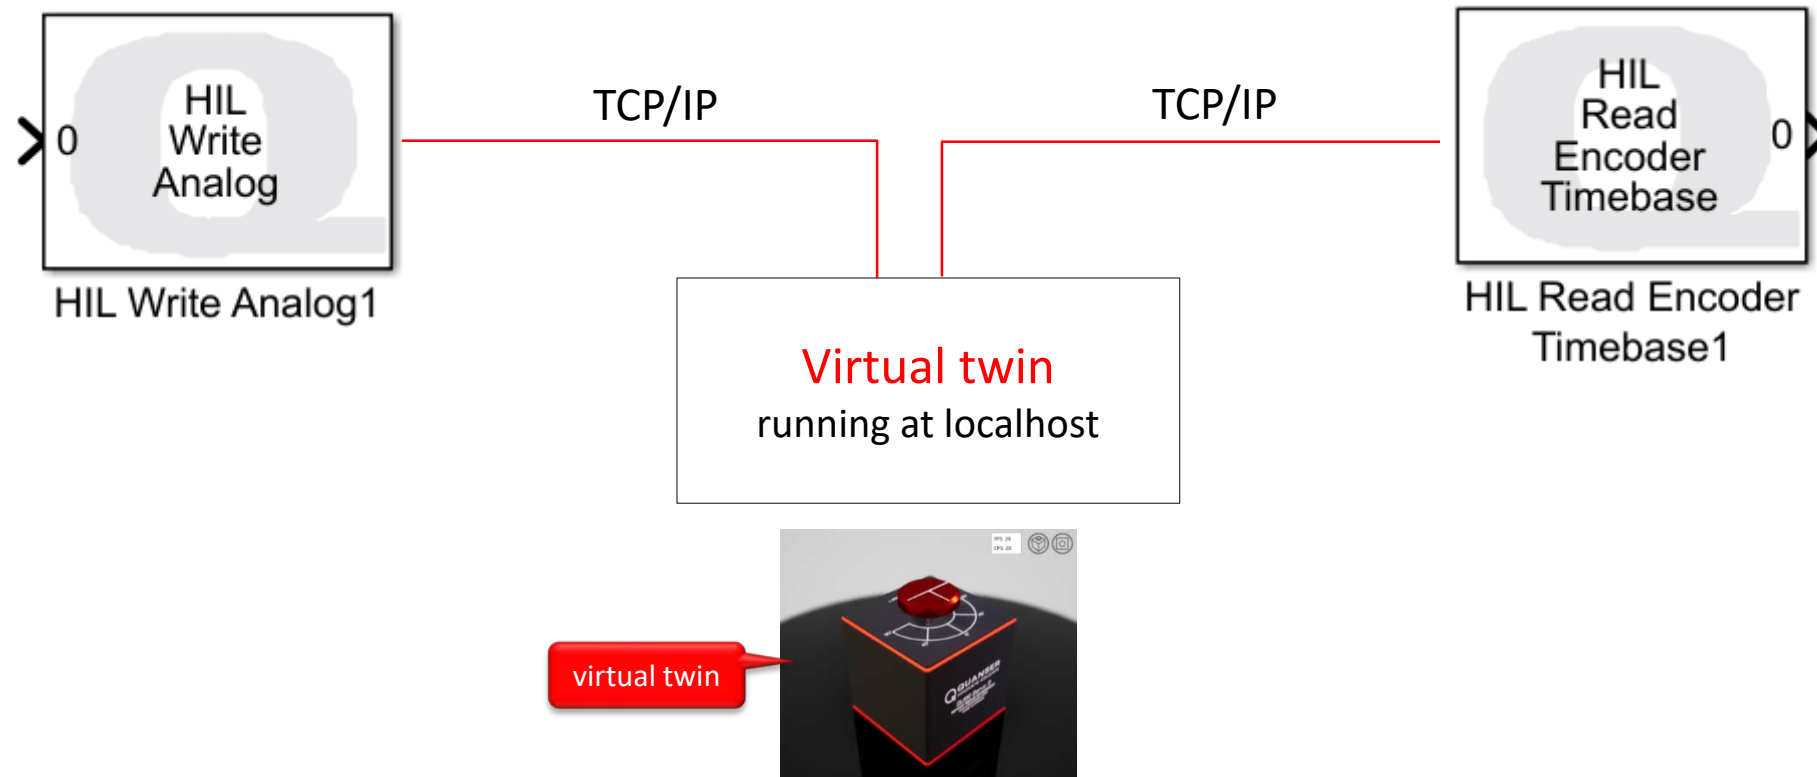 HIL
Write
Analog
0
HIL Write Analog1
TCP/IP
TCP/IP
HIL
Read
Encoder
Timebase
0
HIL Read Encoder
Timebase1
Virtual twin
running at localhost
virtual twin
QUANSER